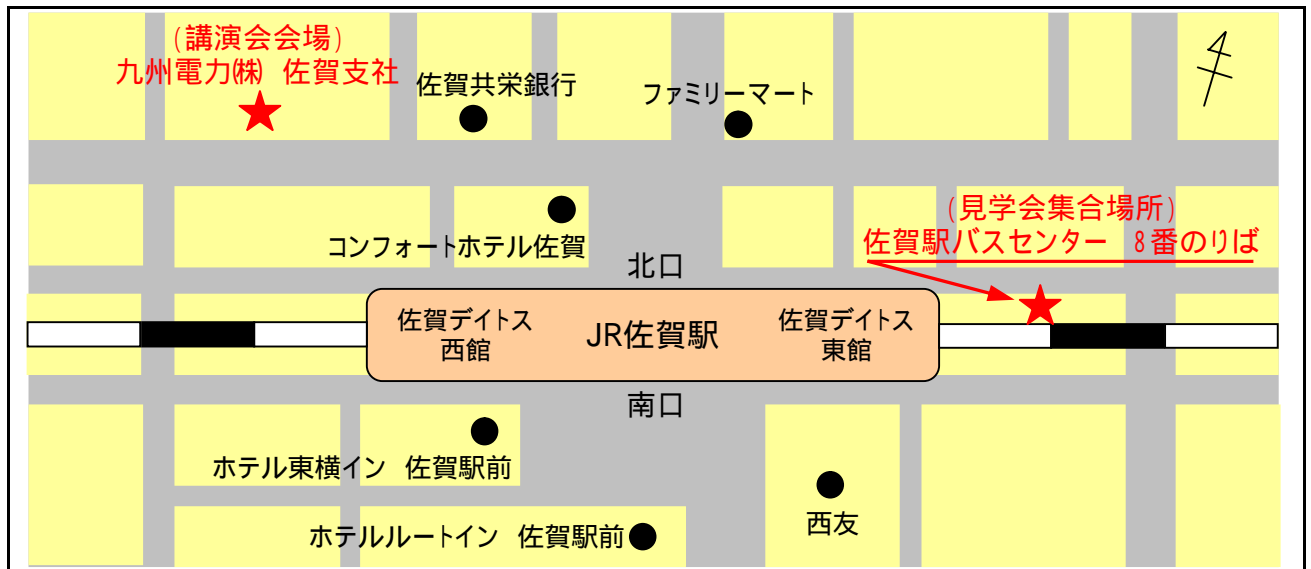 (講演会会場)
九州電力㈱ 佐賀支社
佐賀共栄銀行
ファミリーマート
コンフォートホテル佐賀
(見学会集合場所)
佐賀駅バスセンター 8番のりば
北口
佐賀デイトス
西館
JR佐賀駅
佐賀デイトス
東館
南口
ホテル東横イン 佐賀駅前
ホテルルートイン 佐賀駅前
西友